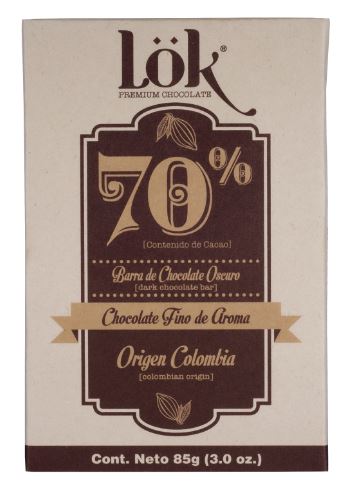 Lök®
PREMIUM CHOCOLATE
70%
[Contenido de Cacao]
Barra de Chocolate Oscuro
[dark chocolate bar]
Chocolate Fino de Aroma
Origen Colombia
[colombian origin]
Cont. Neto 85g (3.0 oz.)